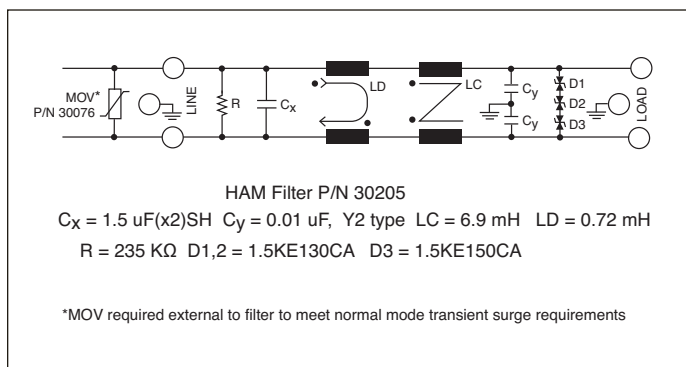 MOV*
P/N 30076
LINE
R
Cx
LD
LC
Cy
Cy
D1
D2
D3
LOAD
HAM Filter P/N 30205
Cx = 1.5 uF(x2)SH Cy = 0.01 uF, Y2 type LC = 6.9 mH LD = 0.72 mH
R = 235 KΩ D1,2 = 1.5KE130CA D3 = 1.5KE150CA
*MOV required external to filter to meet normal mode transient surge requirements